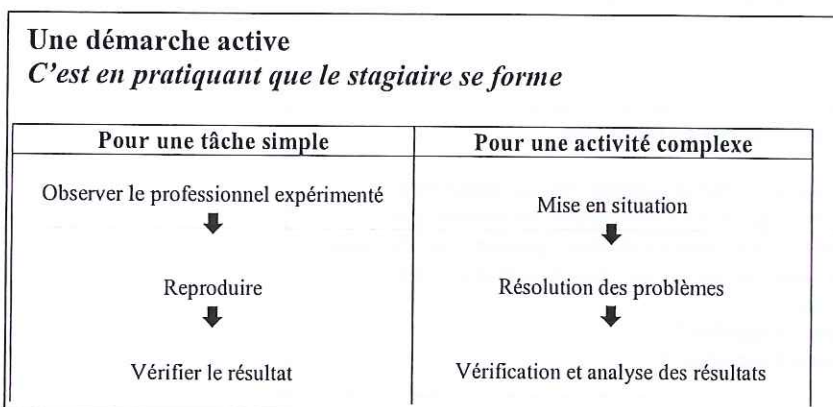 Une démarche active
C'est en pratiquant que le stagiaire se forme
Pour une tâche simple
Observer le professionnel expérimenté
Reproduire
Vérifier le résultat
Pour une activité complexe
Mise en situation
Résolution des problèmes
Vérification et analyse des résultats